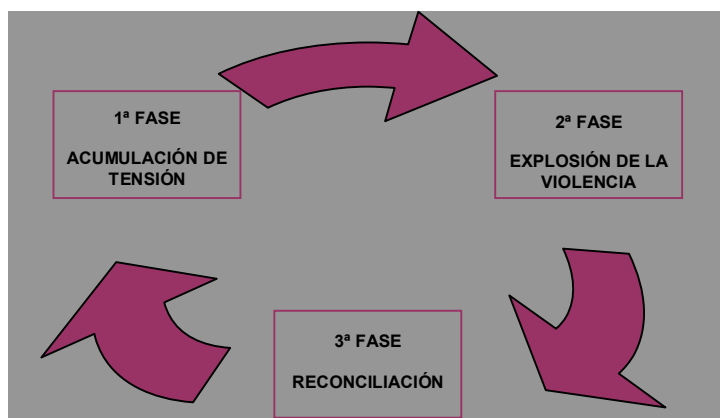 1ª FASE
ACUMULACIÓN DE
TENSIÓN
2ª FASE
EXPLOSIÓN DE LA
VIOLENCIA
3ª FASE
RECONCILIACIÓN